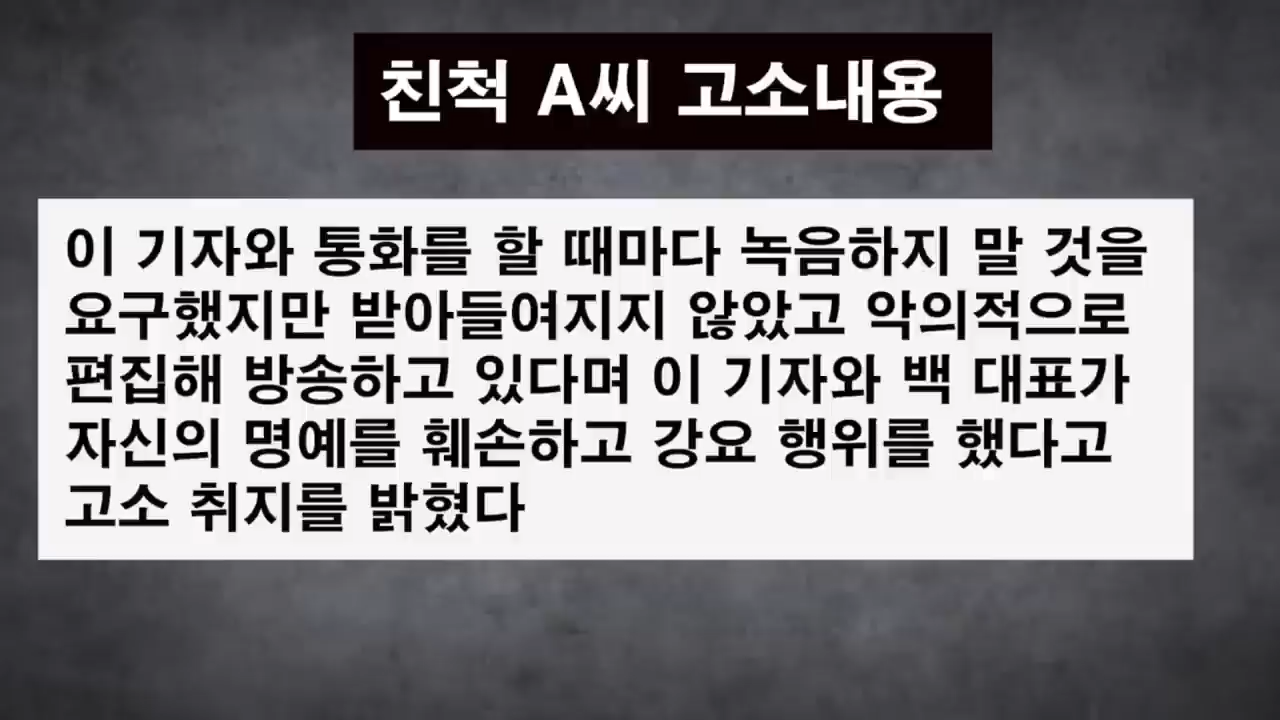 친척 A씨 고소내용
이 기자와 통화를 할 때마다 녹음하지 말 것을
요구했지만 받아들여지지 않았고 악의적으로
편집해 방송하고 있다며 이 기자와 백 대표가
자신의 명예를 훼손하고 강요 행위를 했다고
고소 취지를 밝혔다